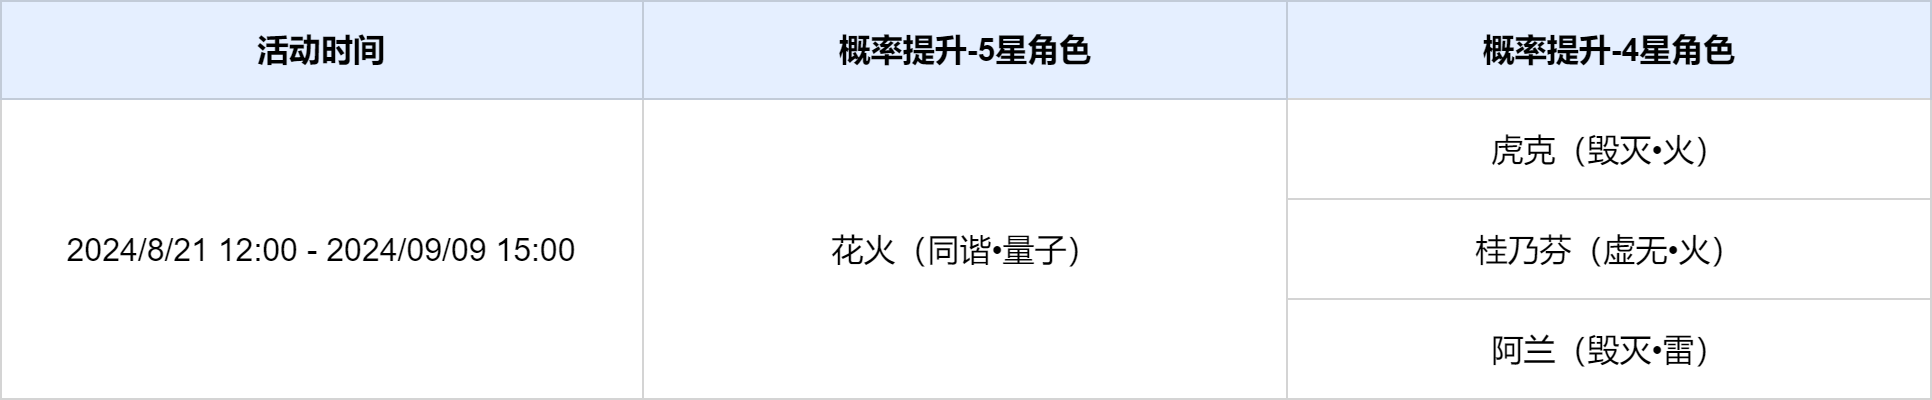 活动时间
概率提升-5星角色
概率提升-4星角色
2024/8/21 12:00 - 2024/09/09 15:00
花火（同谐•量子）
虎克（毁灭•火）
桂乃芬（虚无•火）
阿兰（毁灭•雷）